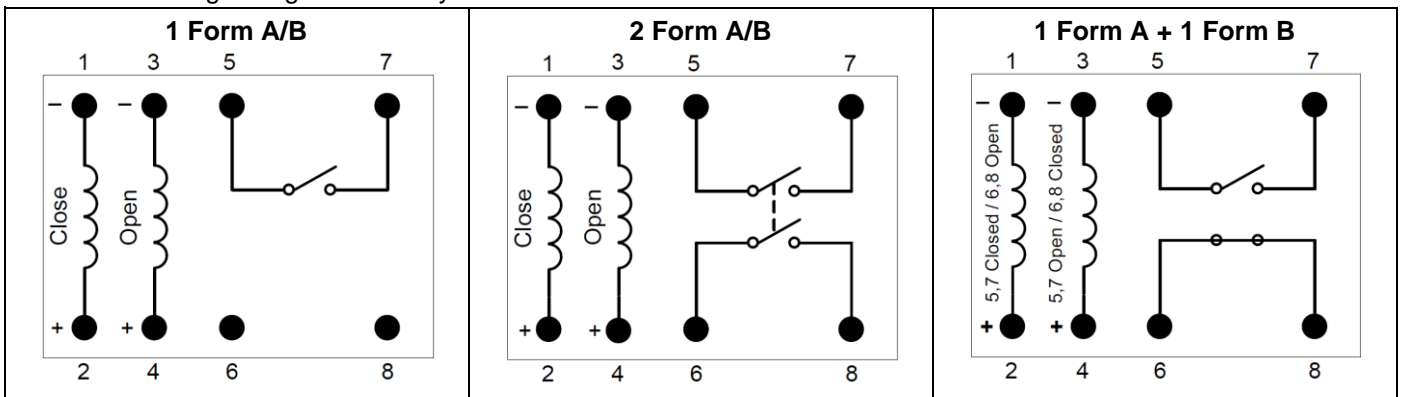 1 Form A/B
1 3 5 7
– –
Close
Open
+ +
2 4 6 8
2 Form A/B
1 3 5 7
– –
Close
Open
+ +
2 4 6 8
1 Form A + 1 Form B
1 3 5 7
– –
5,7 Closed / 6,8 Open
5,7 Open / 6,8 Closed
+ +
2 4 6 8